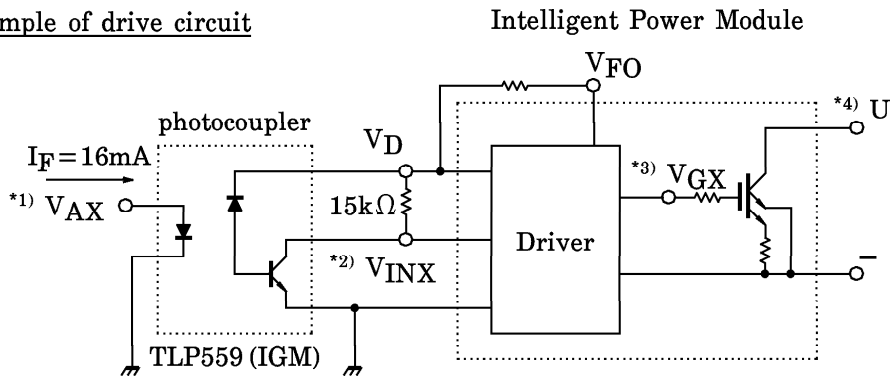 mple of drive circuit
Intelligent Power Module
VFO
photocoupler
VD
*4) U
IF = 16mA
*3) VGX
*1) VAX
15kΩ
Driver
*2) VINX
−
TLP559 (IGM)